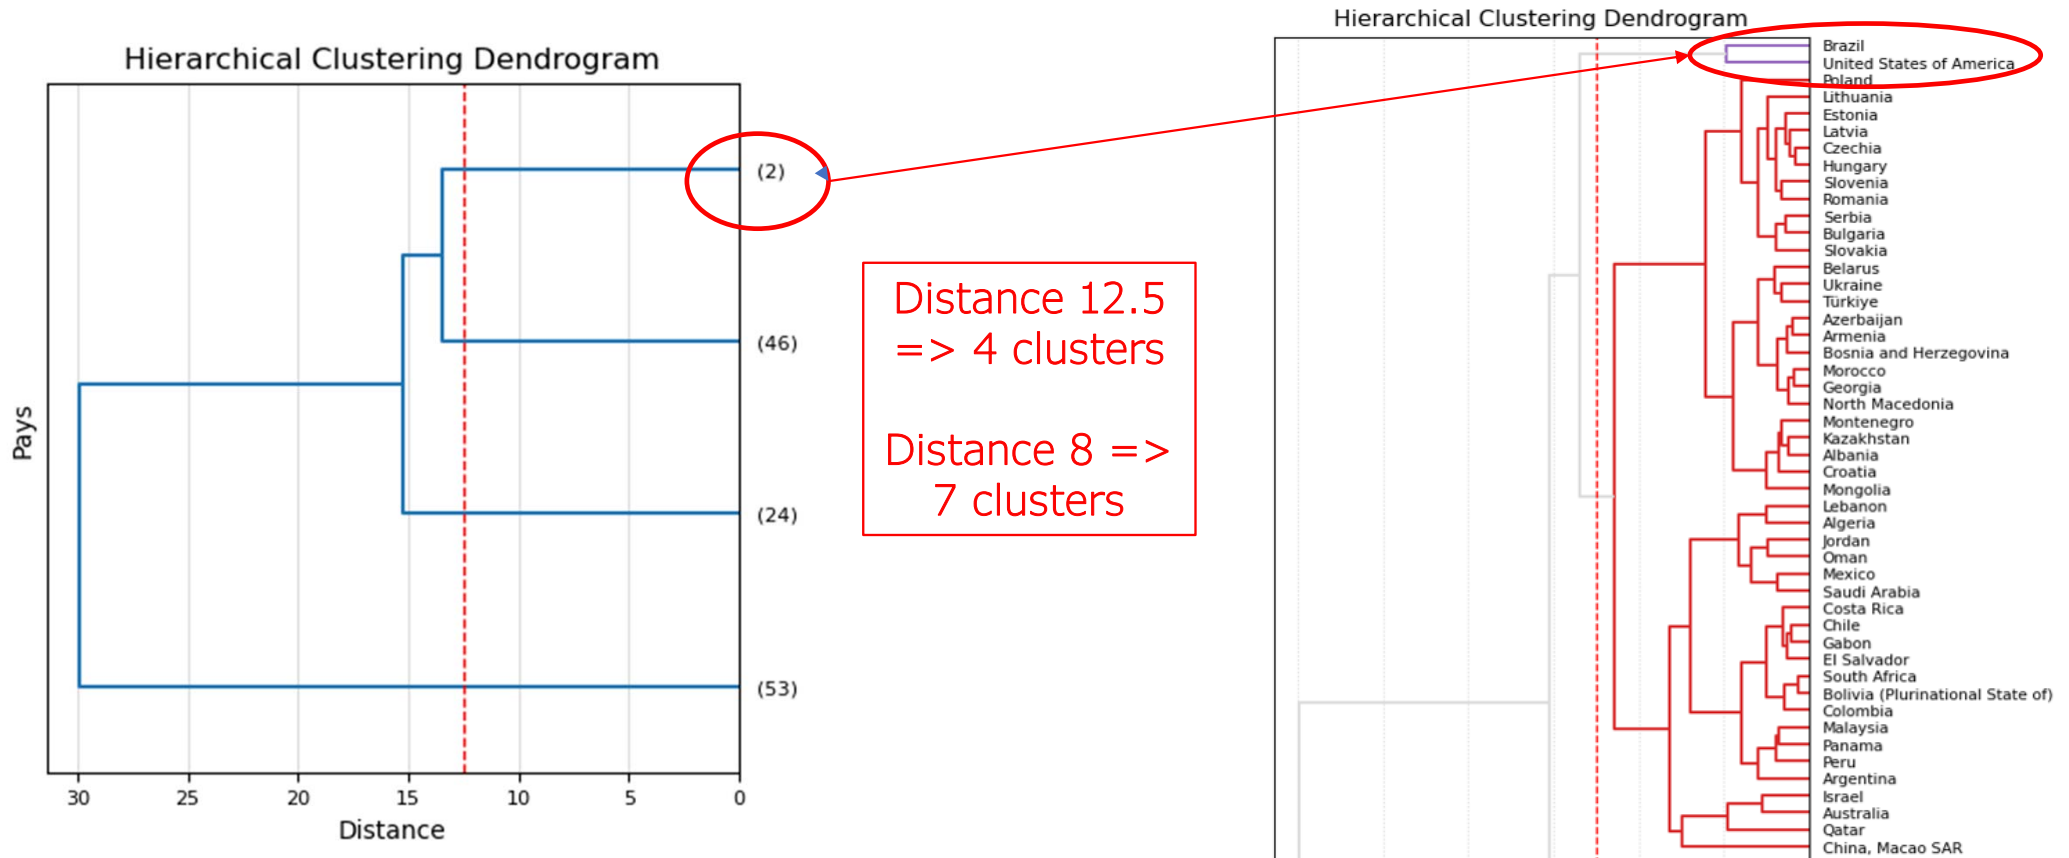 Hierarchical Clustering Dendrogram
Pays
(2)
(46)
(24)
(53)
30 25 20 15 10 5 0
Distance
Distance 12.5
=> 4 clusters
Distance 8 =>
7 clusters
Hierarchical Clustering Dendrogram
Brazil
United States of America
Poland
Lithuania
Estonia
Latvia
Czechia
Hungary
Slovenia
Romania
Serbia
Bulgaria
Slovakia
Belarus
Ukraine
Türkiye
Azerbaijan
Armenia
Bosnia and Herzegovina
Morocco
Georgia
North Macedonia
Montenegro
Kazakhstan
Albania
Croatia
Mongolia
Lebanon
Algeria
Jordan
Oman
Mexico
Saudi Arabia
Costa Rica
Chile
Gabon
El Salvador
South Africa
Bolivia (Plurinational State of)
Colombia
Malaysia
Panama
Peru
Argentina
Israel
Australia
Qatar
China, Macao SAR